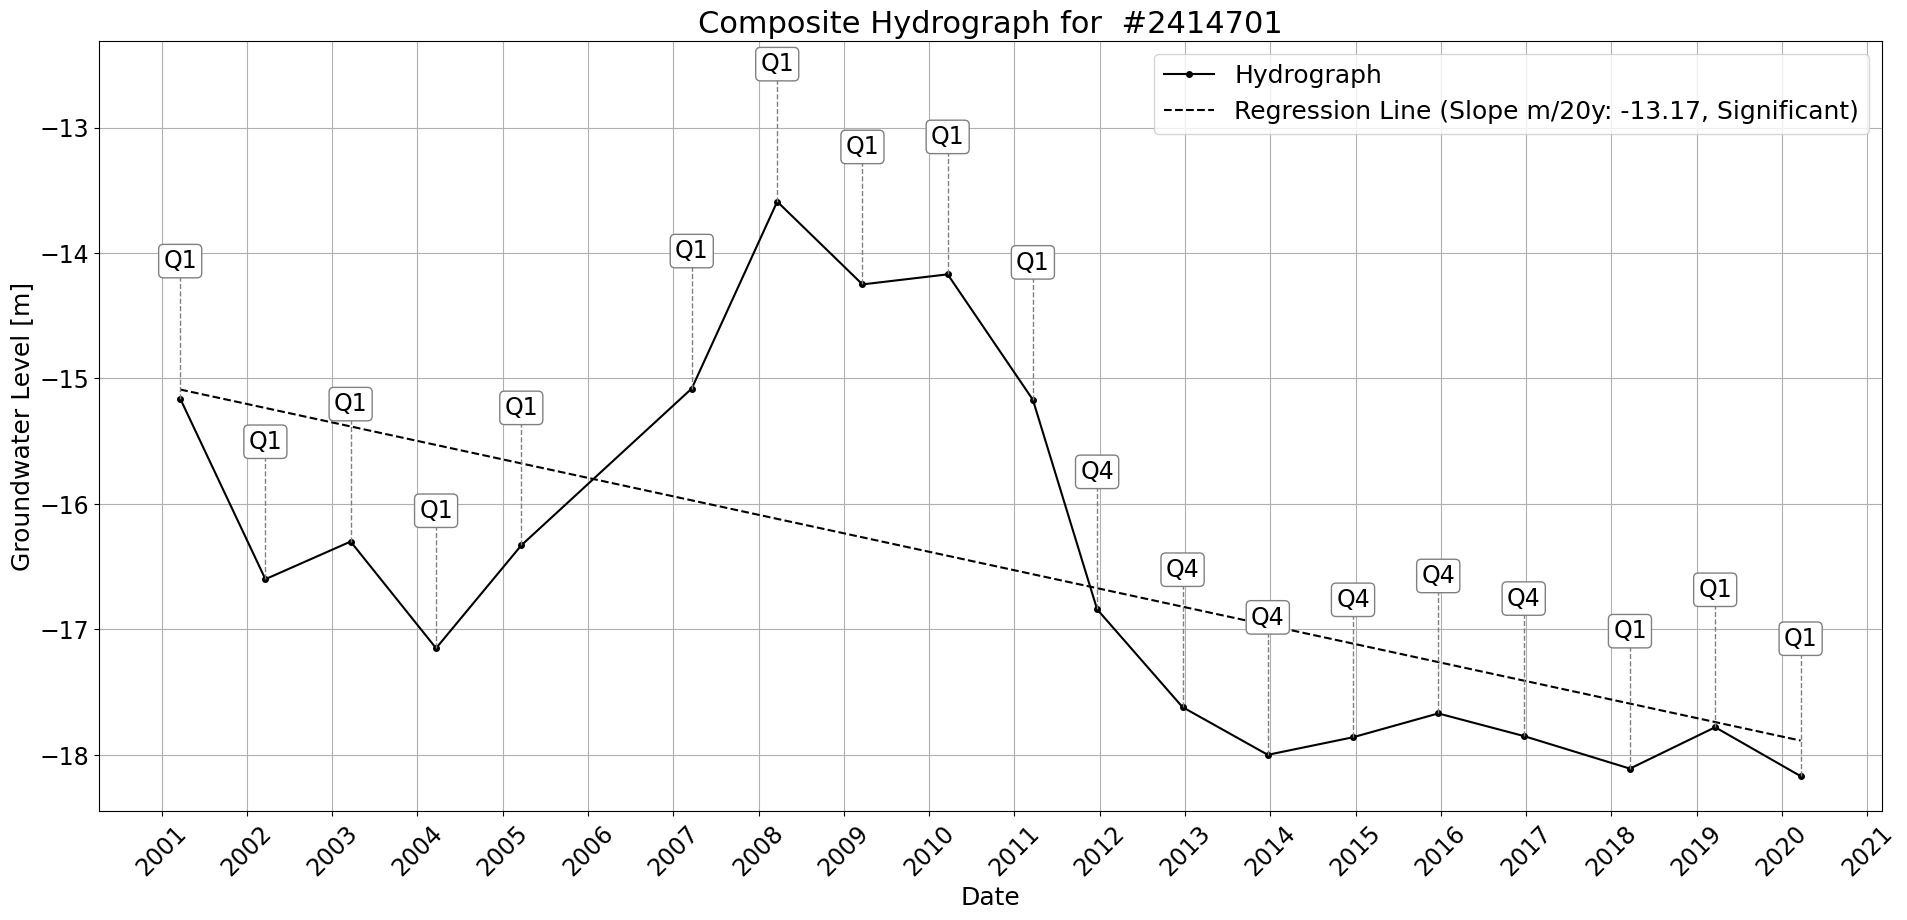 Composite Hydrograph for  #2414701
Hydrograph
Regression Line (Slope m/20y: -13.17, Significant)
Groundwater Level [m]
−13
−14
−15
−16
−17
−18
Q1
Q1
Q1
Q1
Q1
Q1
Q1
Q1
Q1
Q1
Q4
Q4
Q4
Q4
Q4
Q4
Q1
Q1
Q1
2001
2002
2003
2004
2005
2006
2007
2008
2009
2010
2011
2012
2013
2014
2015
2016
2017
2018
2019
2020
2021
Date